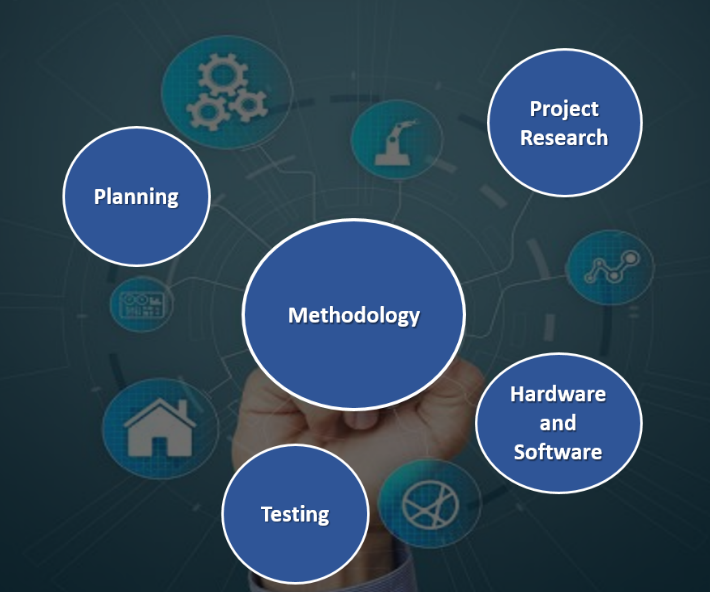 Project
Research
Planning
Methodology
Hardware
and
Software
Testing